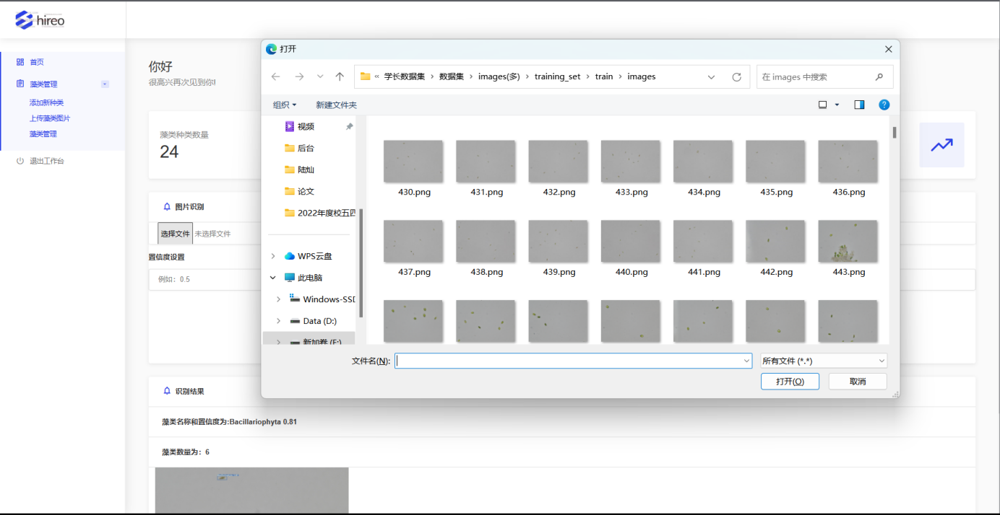 hireo
首页
藻类管理
添加新种类
上传藻类图片
藻类管理
退出工作台
你好
很高兴再次见到你!
藻类种类数量
24
图片识别
选择文件 未选择文件
置信度设置
例如：0.5
识别结果
藻类名称和置信度为:Bacillariophyta 0.81
藻类数量为：6
打开
« 学长数据集 › 数据集 › images(多) › training_set › train › images
在 images 中搜索
组织 新建文件夹
视频
后台
陆灿
论文
2022年度校五四
WPS云盘
此电脑
Windows-SSD
Data (D:)
新加卷 (E:)
430.png 431.png 432.png 433.png 434.png 435.png 436.png
437.png 438.png 439.png 440.png 441.png 442.png 443.png
文件名(N):
所有文件 (*.*)
打开(O) 取消